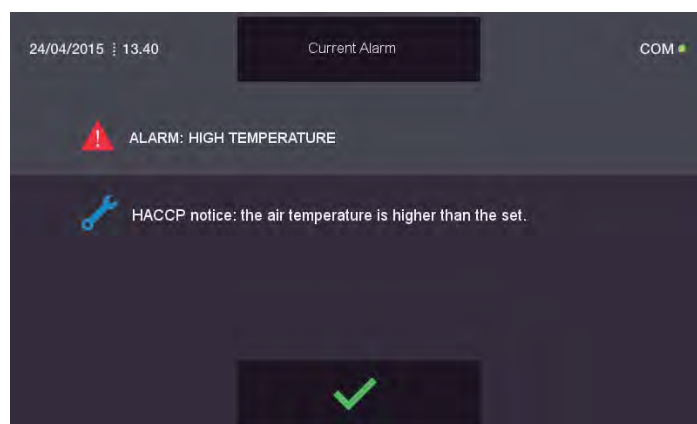 24/04/2015 13.40
Current Alarm
COM
ALARM: HIGH TEMPERATURE
HACCP notice: the air temperature is higher than the set.